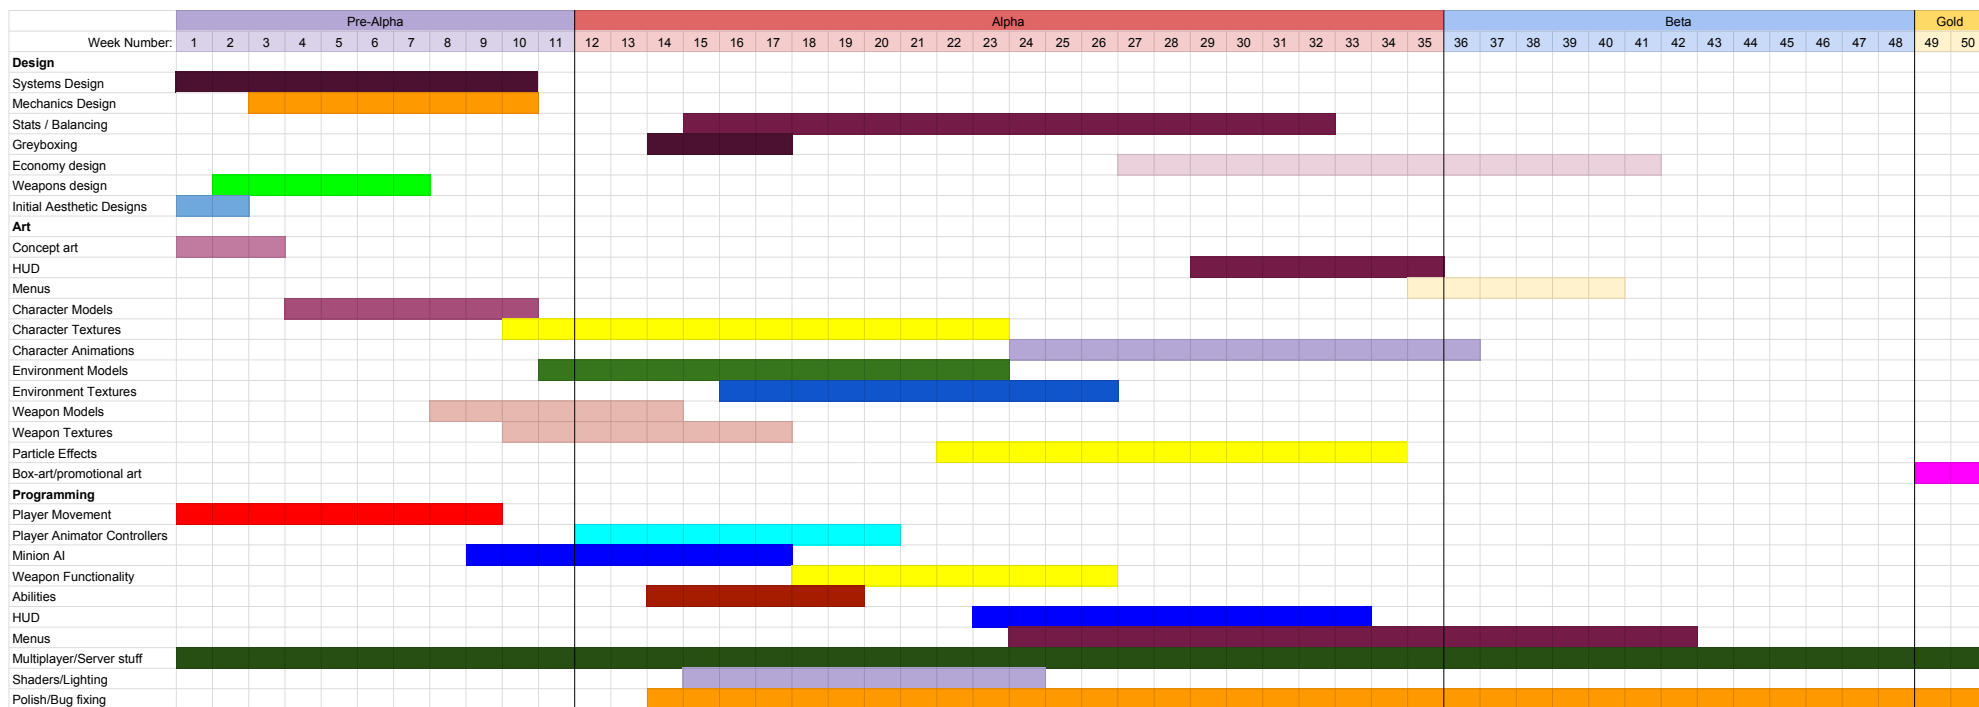 Pre-Alpha Alpha Beta Gold
Week Number: 1 2 3 4 5 6 7 8 9 10 11 12 13 14 15 16 17 18 19 20 21 22 23 24 25 26 27 28 29 30 31 32 33 34 35 36 37 38 39 40 41 42 43 44 45 46 47 48 49 50
Design
Systems Design
Mechanics Design
Stats / Balancing
Greyboxing
Economy design
Weapons design
Initial Aesthetic Designs
Art
Concept art
HUD
Menus
Character Models
Character Textures
Character Animations
Environment Models
Environment Textures
Weapon Models
Weapon Textures
Particle Effects
Box-art/promotional art
Programming
Player Movement
Player Animator Controllers
Minion AI
Weapon Functionality
Abilities
HUD
Menus
Multiplayer/Server stuff
Shaders/Lighting
Polish/Bug fixing